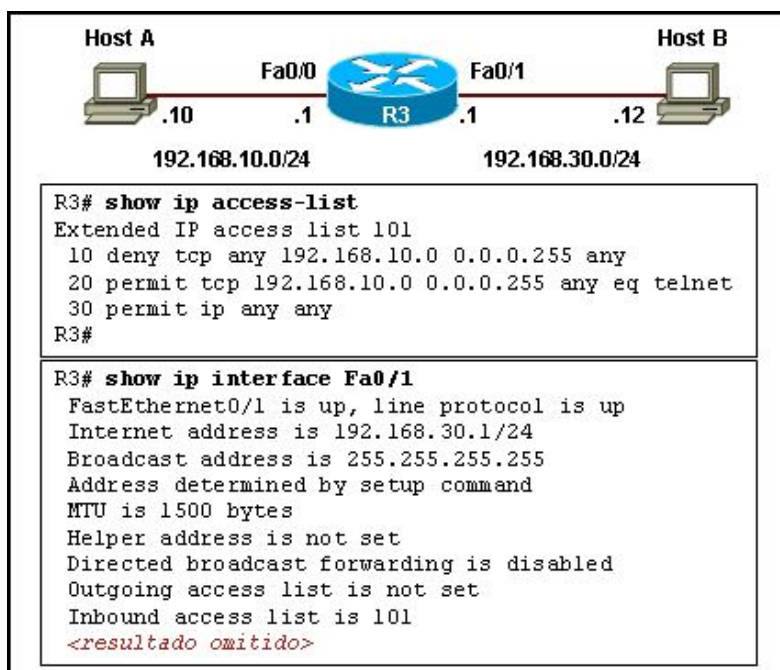 Host A
Host B
Fa0/0
Fa0/1
.10
.1
R3
.1
.12
192.168.10.0/24
192.168.30.0/24
R3# show ip access-list
Extended IP access list 101
10 deny tcp any 192.168.10.0 0.0.0.255 any
20 permit tcp 192.168.10.0 0.0.0.255 any eq telnet
30 permit ip any any
R3#
R3# show ip interface Fa0/1
FastEthernet0/1 is up, line protocol is up
Internet address is 192.168.30.1/24
Broadcast address is 255.255.255.255
Address determined by setup command
MTU is 1500 bytes
Helper address is not set
Directed broadcast forwarding is disabled
Outgoing access list is not set
Inbound access list is 101
<resultado omitido>